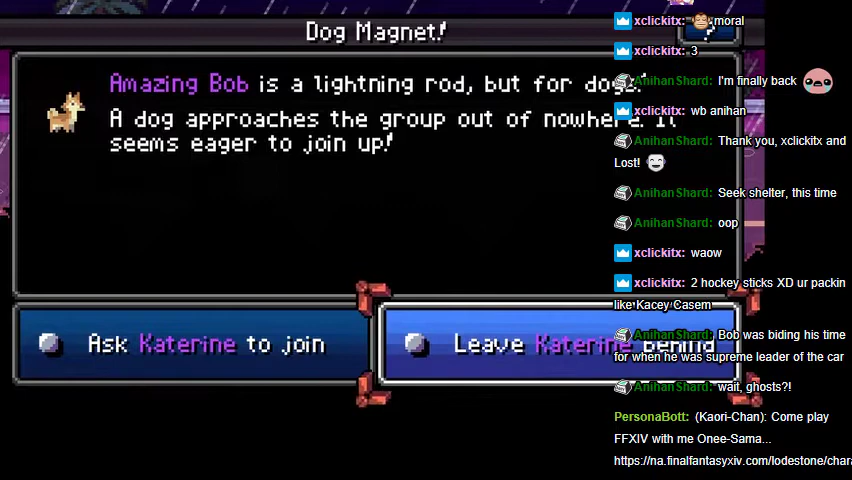 Dog Magnet!
?
Amazing Bob is a lightning rod, but for dogs!
A dog approaches the group out of nowhere. It
seems eager to join up!
Ask Katerine to join
Leave Katerine behind
xclickitx: moral
xclickitx: 3
AnihanShard: I'm finally back
xclickitx: wb anihan
AnihanShard: Thank you, xclickitx and
Lost!
AnihanShard: Seek shelter, this time
AnihanShard: oop
xclickitx: waow
xclickitx: 2 hockey sticks XD ur packin
like Kacey Casem
AnihanShard: Bob was biding his time
for when he was supreme leader of the car
AnihanShard: wait, ghosts?!
PersonaBott: (Kaori-Chan): Come play
FFXIV with me Onee-Sama...
https://na.finalfantasyxiv.com/lodestone/chara